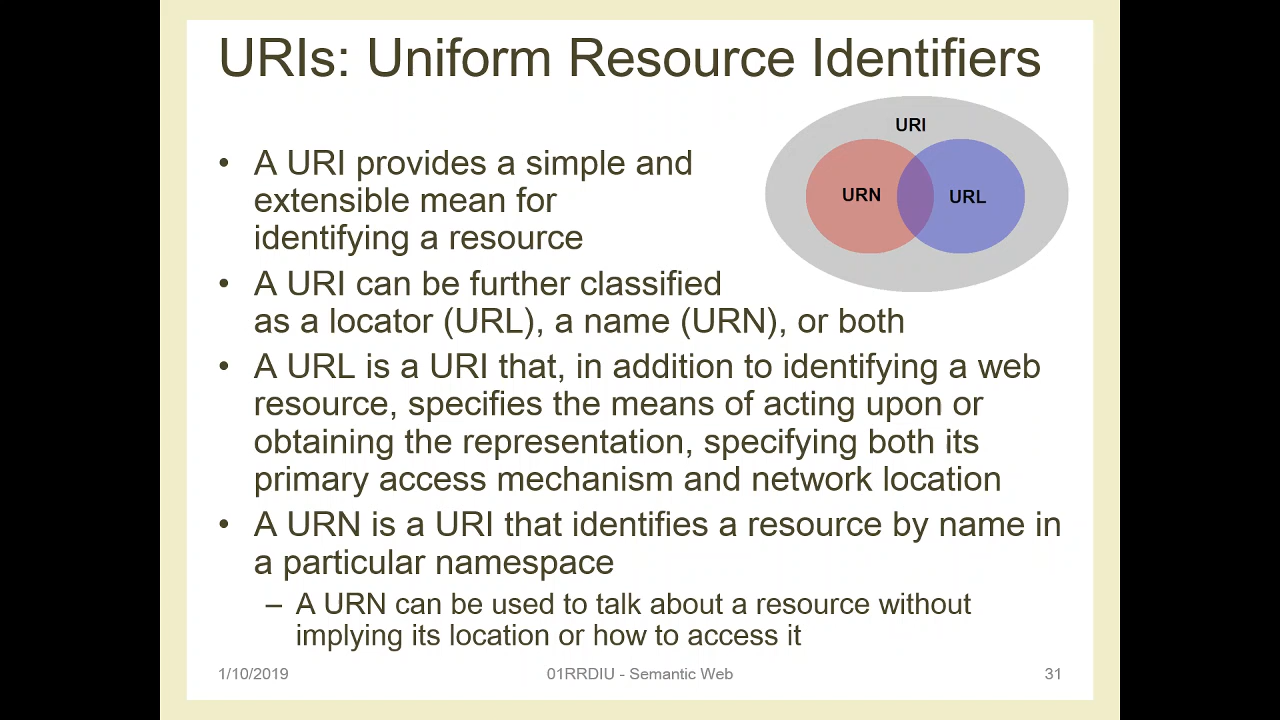 URIs: Uniform Resource Identifiers
URI
URN
URL
• A URI provides a simple and
extensible mean for
identifying a resource
• A URI can be further classified
as a locator (URL), a name (URN), or both
• A URL is a URI that, in addition to identifying a web
resource, specifies the means of acting upon or
obtaining the representation, specifying both its
primary access mechanism and network location
• A URN is a URI that identifies a resource by name in
a particular namespace
– A URN can be used to talk about a resource without
implying its location or how to access it
1/10/2019
01RRDIU - Semantic Web
31